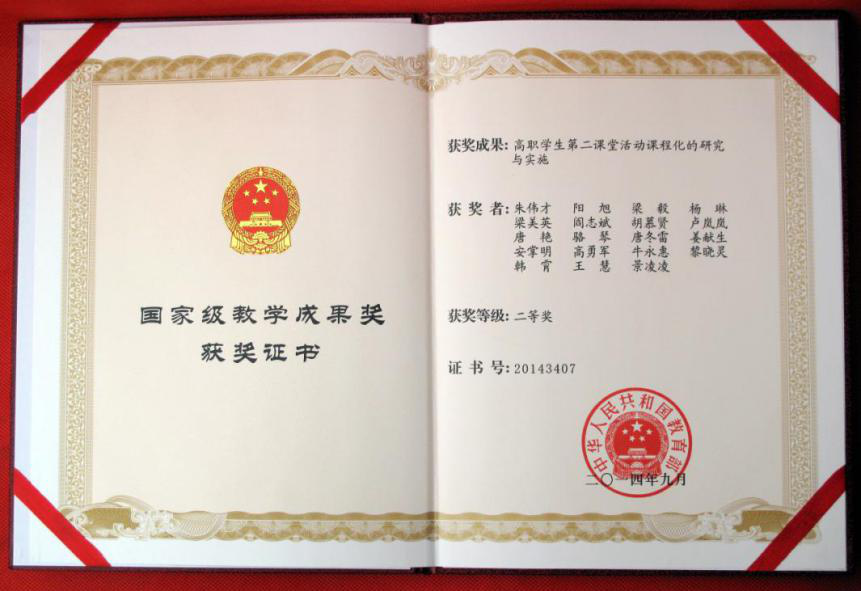 国家级教学成果奖
获奖证书
获奖成果:高职学生第二课堂活动课程化的研究
与实施
获 奖 者:朱伟才 阳 旭 梁 毅 杨 琳
梁美英 阎志斌 胡慕贤 卢岚岚
唐 艳 骆 琴 唐冬雷 姜献生
安掌明 高勇军 牛永惠 黎晓灵
韩 霄 王 慧 景凌凌
获奖等级:二等奖
证 书 号:20143407
中华人民共和国教育部
二〇一四年九月